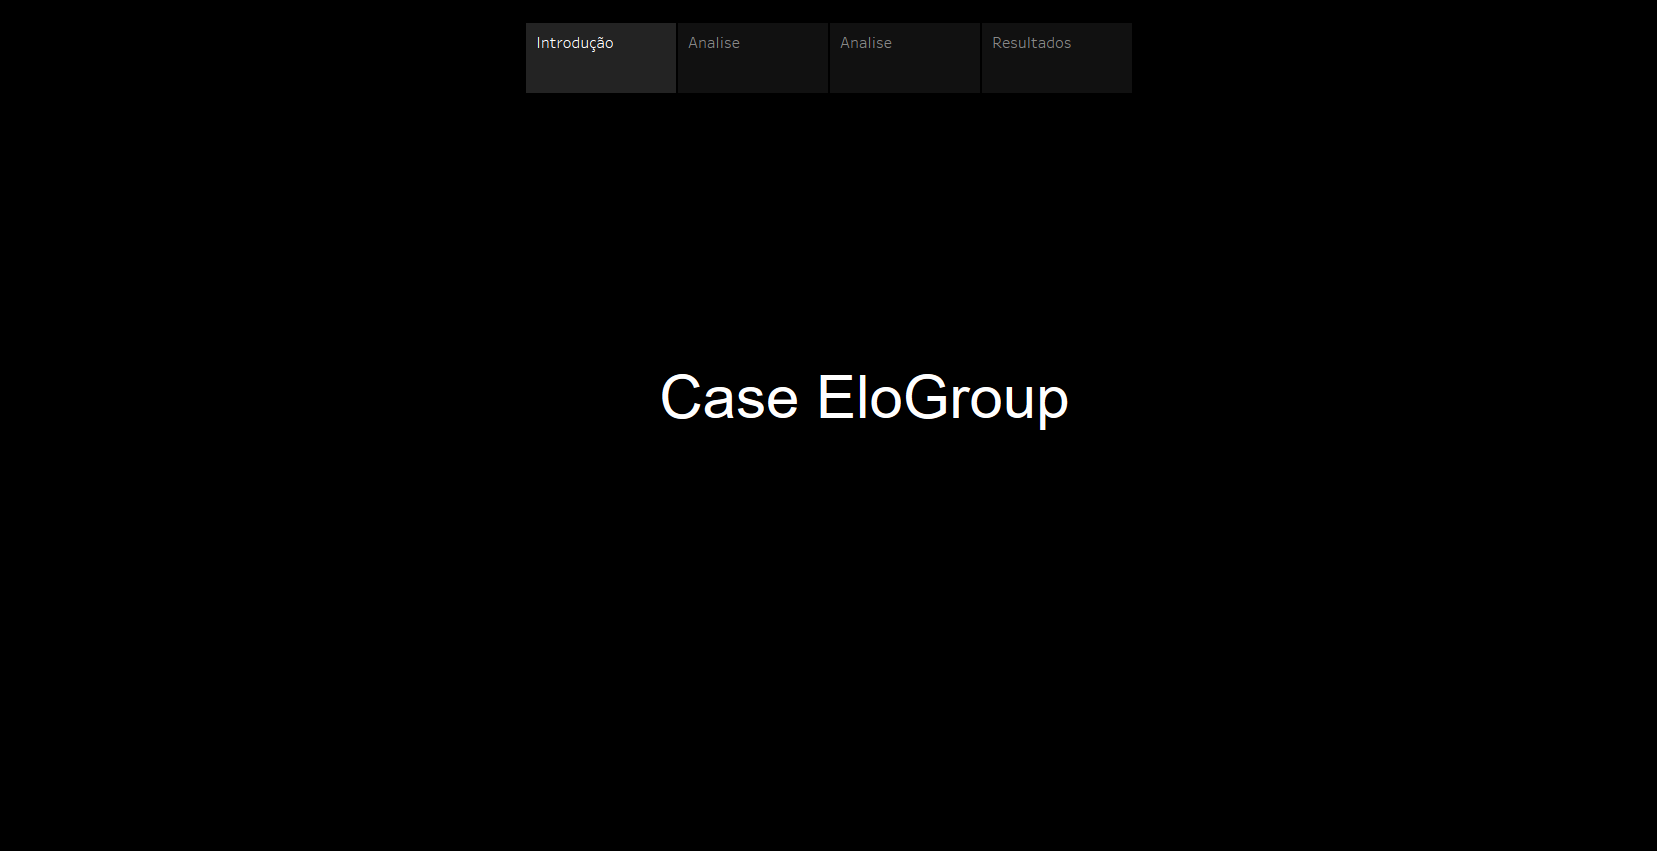 Introdução
Analise
Analise
Resultados
Case EloGroup